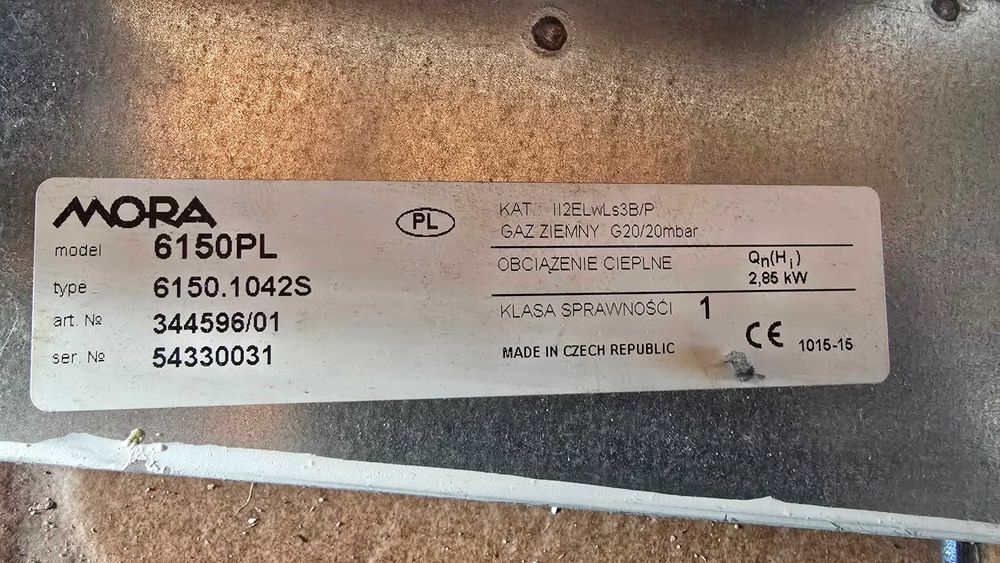 MORA
model 6150PL
type 6150.1042S
art. № 344596/01
ser. № 54330031
PL
KAT.: II2ELwLs3B/P
GAZ ZIEMNY G20/20mbar
OBCIĄŻENIE CIEPLNE Qn(Hi)
2,85 kW
KLASA SPRAWNOŚCI 1
MADE IN CZECH REPUBLIC CE 1015-15